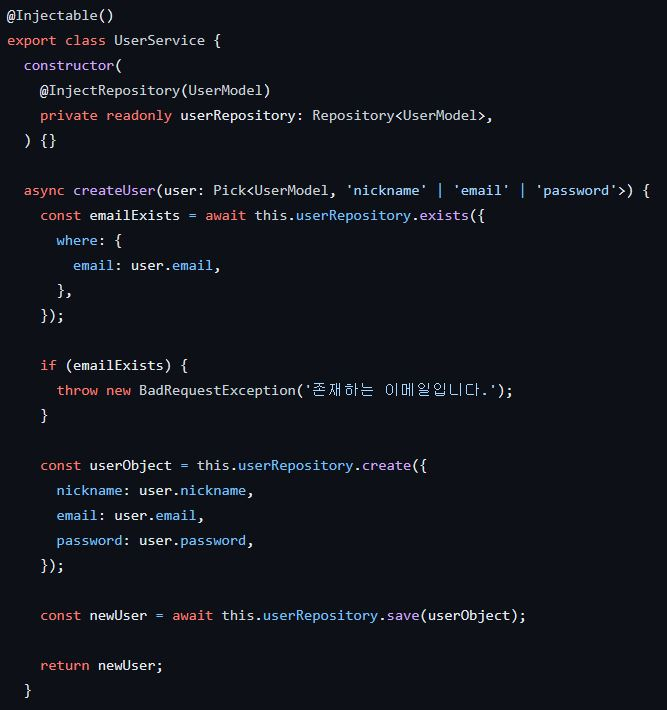 @Injectable()
export class UserService {
  constructor(
    @InjectRepository(UserModel)
    private readonly userRepository: Repository<UserModel>,
  ) {}

  async createUser(user: Pick<UserModel, 'nickname' | 'email' | 'password'>) {
    const emailExists = await this.userRepository.exists({
      where: {
        email: user.email,
      },
    });

    if (emailExists) {
      throw new BadRequestException('존재하는 이메일입니다.');
    }

    const userObject = this.userRepository.create({
      nickname: user.nickname,
      email: user.email,
      password: user.password,
    });

    const newUser = await this.userRepository.save(userObject);

    return newUser;
  }